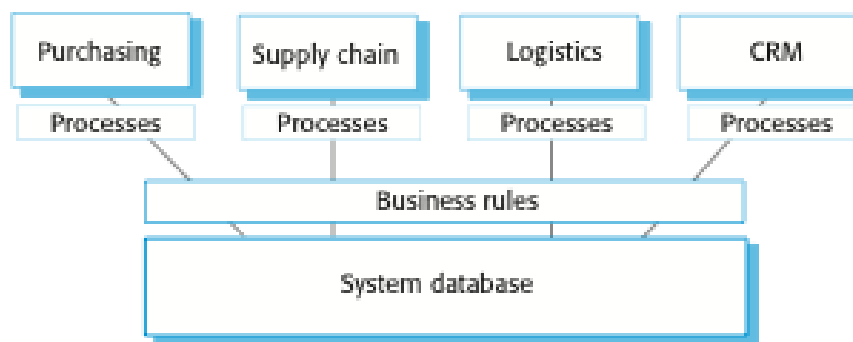 Purchasing
Supply chain
Logistics
CRM
Processes
Processes
Processes
Processes
Business rules
System database